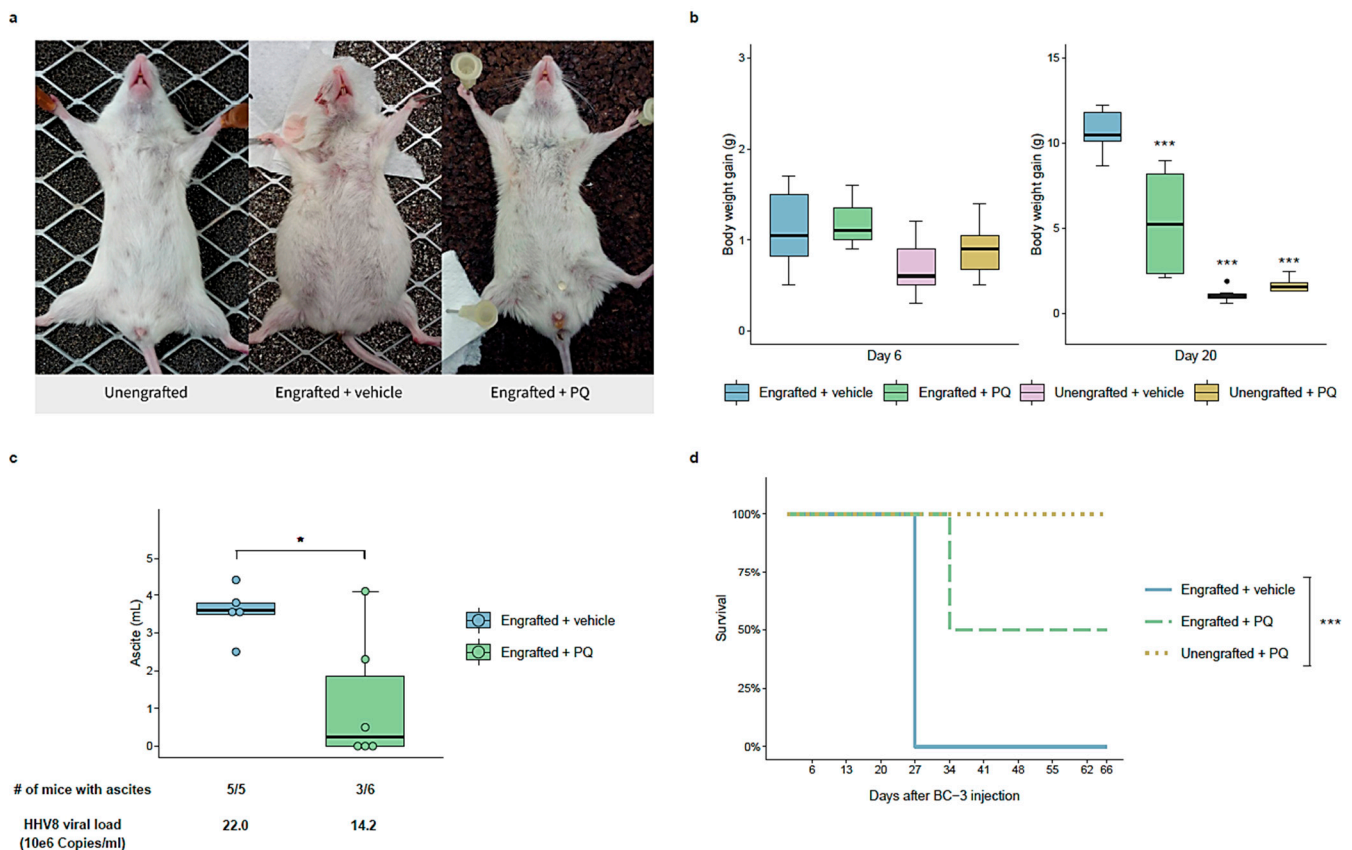 a
Unengrafted
Engrafted + vehicle
Engrafted + PQ
b
Body weight gain (g)
3
2
1
0
Day 6
Body weight gain (g)
15
10
5
0
***
***
***
Day 20
Engrafted + vehicle
Engrafted + PQ
Unengrafted + vehicle
Unengrafted + PQ
c
Ascite (mL)
5
4
3
2
1
0
*
Engrafted + vehicle
Engrafted + PQ
# of mice with ascites 5/5 3/6
HHV8 viral load 22.0 14.2
(10e6 Copies/ml)
d
Survival
100%
75%
50%
25%
0%
6 13 20 27 34 41 48 55 62 66
Days after BC−3 injection
Engrafted + vehicle
Engrafted + PQ
Unengrafted + PQ
***